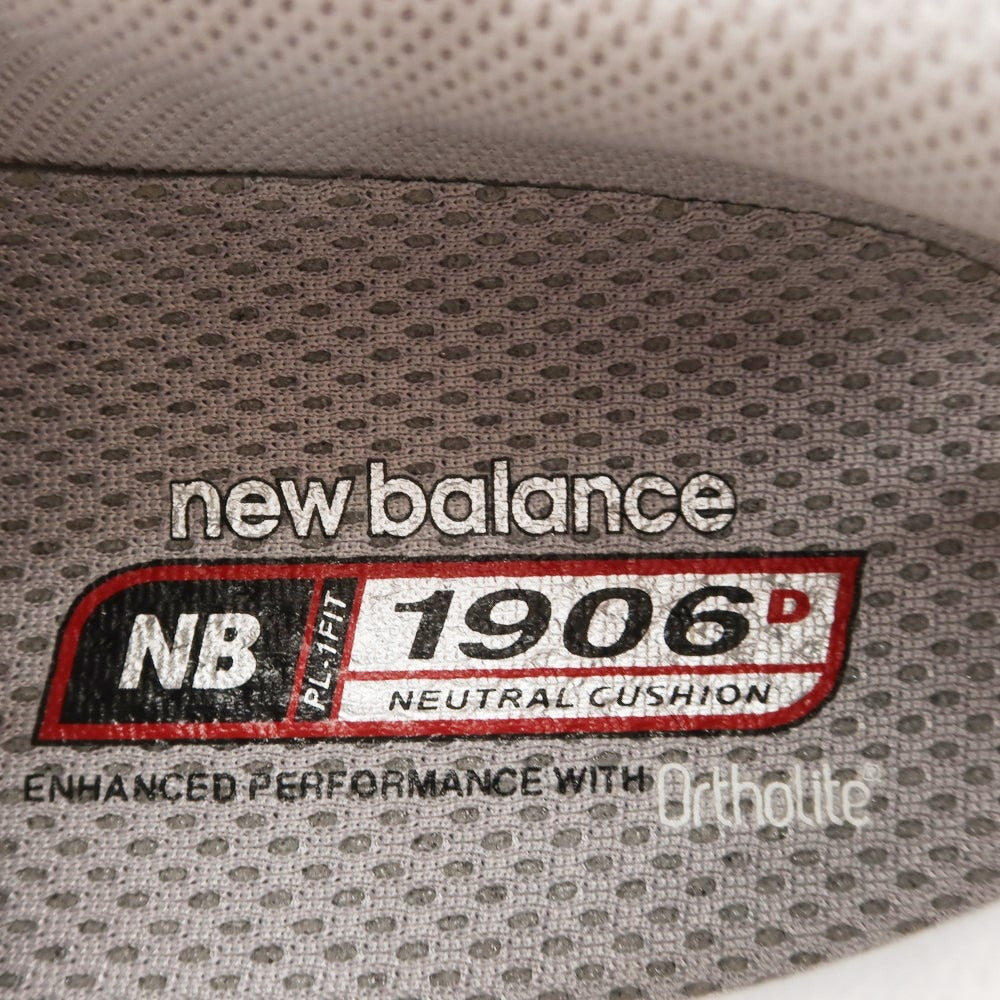 new balance
NB PL-1FIT 1906D
NEUTRAL CUSHION
ENHANCED PERFORMANCE WITH Ortholite®